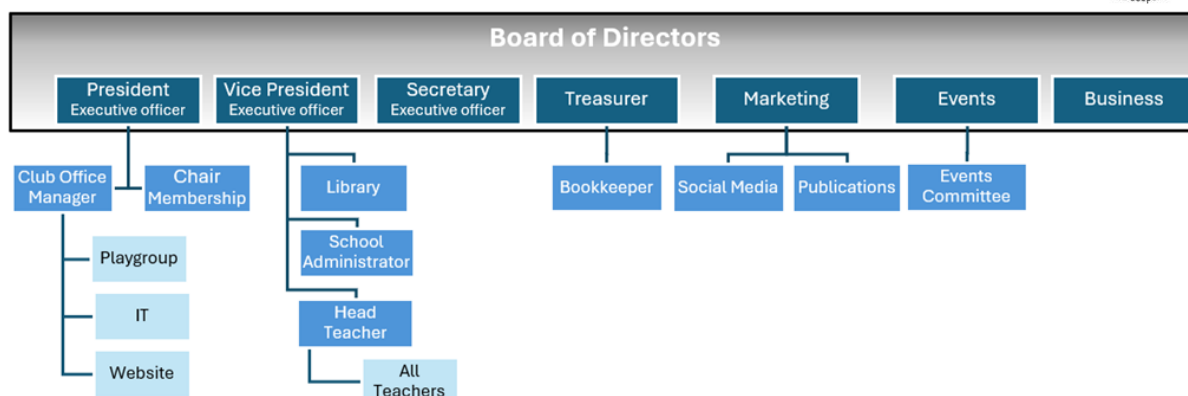 Board of Directors
President
Executive officer
Vice President
Executive officer
Secretary
Executive officer
Treasurer
Marketing
Events
Business
Club Office
Manager
Chair
Membership
Library
Bookkeeper
Social Media
Publications
Events
Committee
Playgroup
School
Administrator
IT
Head
Teacher
Website
All
Teachers